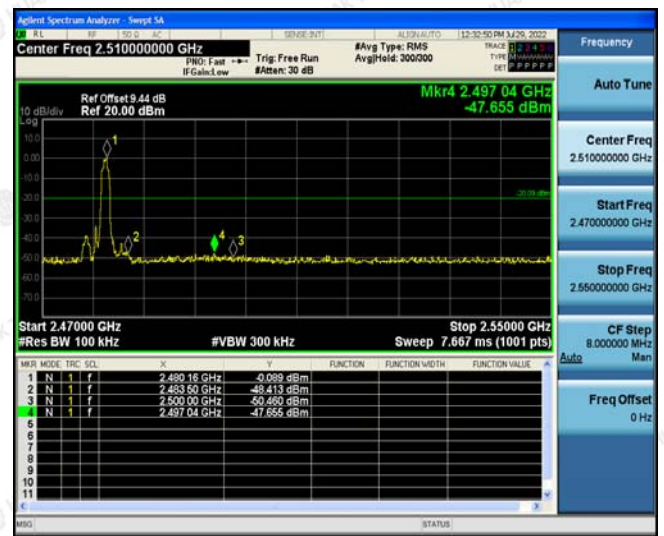 Agilent Spectrum Analyzer - Swept SA
RL RF 50 Ω AC SENSE:INT ALIGN AUTO 12:32:50 PM Jul 29, 2022
Center Freq 2.510000000 GHz #Avg Type: RMS TRACE 1 2 3 4 5 6
PNO: Fast Trig: Free Run Avg|Hold: 300/300 TYPE M
IFGain:Low #Atten: 30 dB DET P P P P P P
Mkr4 2.497 04 GHz
-47.655 dBm
Ref Offset 9.44 dB
10 dB/div Ref 20.00 dBm
Log
10.0
0.00
-10.0
-20.0
-30.0
-40.0
-50.0
-60.0
-70.0
1
2
4
3
-20.09 dBm
Start 2.47000 GHz Stop 2.55000 GHz
#Res BW 100 kHz #VBW 300 kHz Sweep 7.667 ms (1001 pts)
MKR MODE TRC SCL X Y FUNCTION FUNCTION WIDTH FUNCTION VALUE
1 N 1 f 2.480 16 GHz -0.089 dBm
2 N 1 f 2.483 50 GHz -48.413 dBm
3 N 1 f 2.500 00 GHz -50.460 dBm
4 N 1 f 2.497 04 GHz -47.655 dBm
5
6
7
8
9
10
11
MSG STATUS
Frequency
Auto Tune
Center Freq
2.510000000 GHz
Start Freq
2.470000000 GHz
Stop Freq
2.550000000 GHz
CF Step
8.000000 MHz
Auto Man
Freq Offset
0 Hz